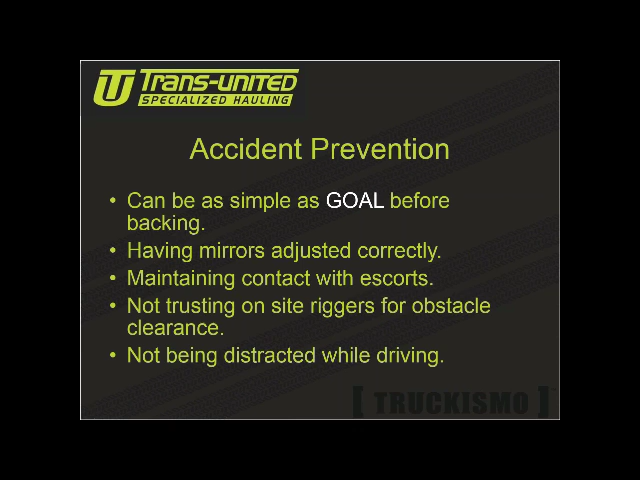 Trans-united
SPECIALIZED HAULING
Accident Prevention
• Can be as simple as GOAL before
backing.
• Having mirrors adjusted correctly.
• Maintaining contact with escorts.
• Not trusting on site riggers for obstacle
clearance.
• Not being distracted while driving.
[ TRUCKISMO ]